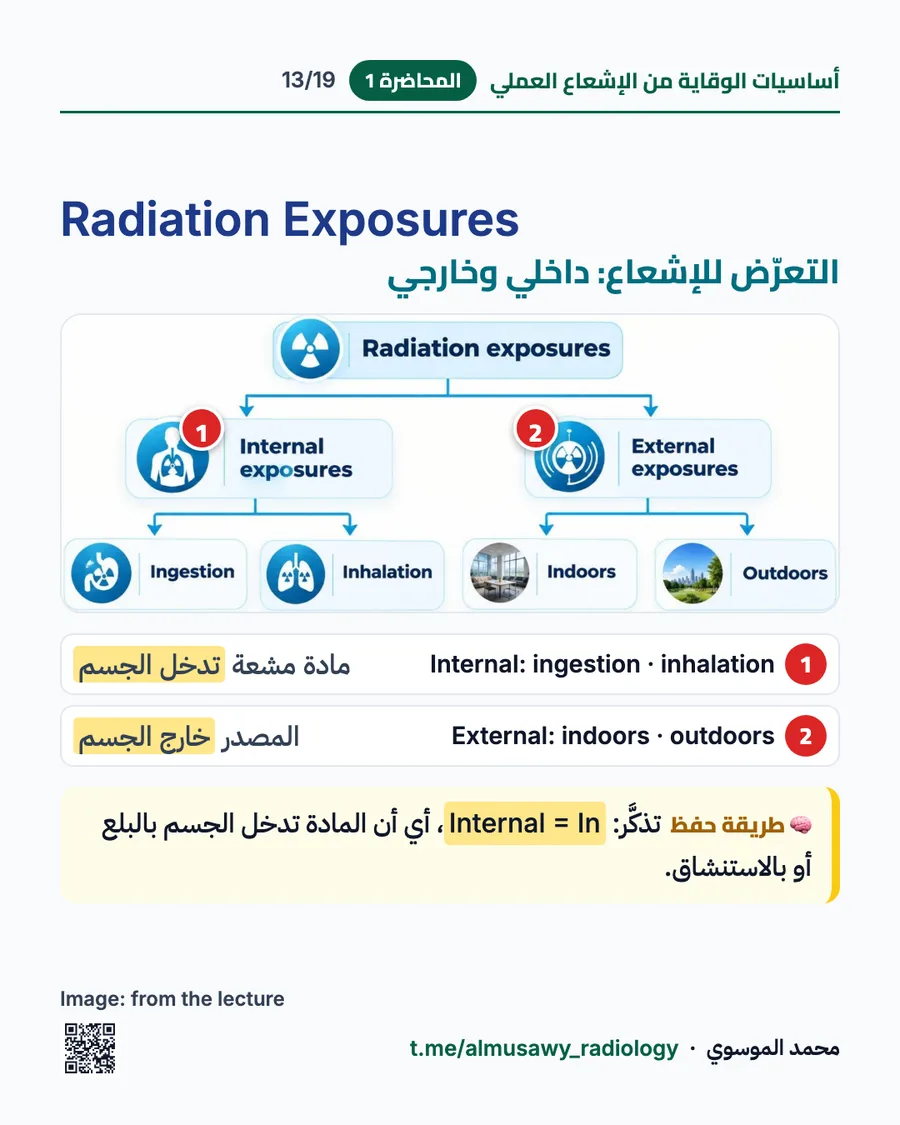 أساسيات الوقاية من الإشعاع العملي المحاضرة 1 13/19
Radiation Exposures
التعرّض للإشعاع: داخلي وخارجي
Radiation exposures
1
Internal
exposures
2
External
exposures
Ingestion
Inhalation
Indoors
Outdoors
1 Internal: ingestion · inhalation مادة مشعة تدخل الجسم
2 External: indoors · outdoors المصدر خارج الجسم
🧠 طريقة حفظ تذكَّر: Internal = In، أي أن المادة تدخل الجسم بالبلع
أو بالاستنشاق.
Image: from the lecture
محمد الموسوي · t.me/almusawy_radiology